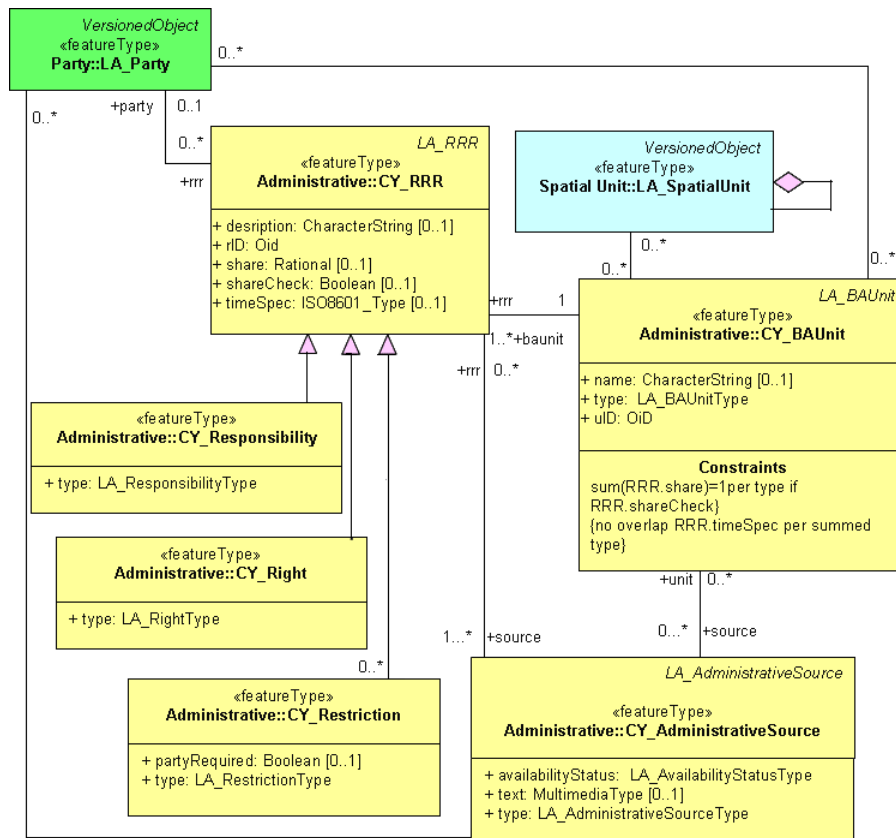 VersionedObject
«featureType»
Party::LA_Party
0..*
0..*
+party
0..1
0..*
+rrr
LA_RRR
«featureType»
Administrative::CY_RRR
+ desription: CharacterString [0..1]
+ rID: Oid
+ share: Rational [0..1]
+ shareCheck: Boolean [0..1]
+ timeSpec: ISO8601_Type [0..1]
VersionedObject
«featureType»
Spatial Unit::LA_SpatialUnit
0..*
0..*
0..*
+rrr
1
1..*
+baunit
+rrr
0..*
LA_BAUnit
«featureType»
Administrative::CY_BAUnit
+ name: CharacterString [0..1]
+ type: LA_BAUnitType
+ uID: OiD
Constraints
sum(RRR.share)=1per type if
RRR.shareCheck}
{no overlap RRR.timeSpec per summed
type}
«featureType»
Administrative::CY_Responsibility
+ type: LA_ResponsibilityType
«featureType»
Administrative::CY_Right
+ type: LA_RightType
0..*
«featureType»
Administrative::CY_Restriction
+ partyRequired: Boolean [0..1]
+ type: LA_RestrictionType
+unit
0..*
1...*
+source
0...*
+source
LA_AdministrativeSource
«featureType»
Administrative::CY_AdministrativeSource
+ availabilityStatus: LA_AvailabilityStatusType
+ text: MultimediaType [0..1]
+ type: LA_AdministrativeSourceType